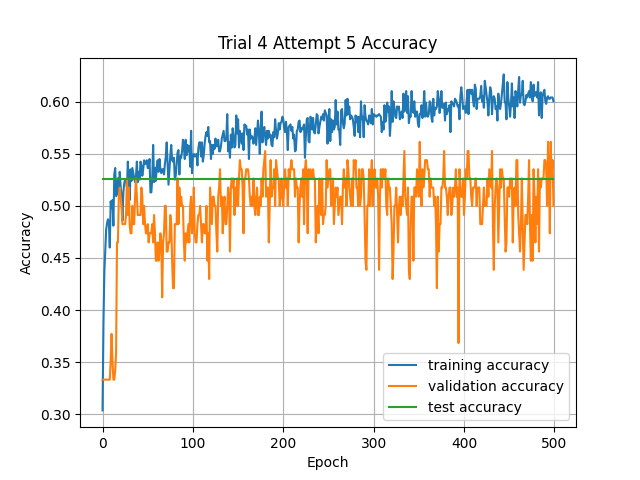 Trial 4 Attempt 5 Accuracy
Accuracy
0.60
0.55
0.50
0.45
0.40
0.35
0.30
training accuracy
validation accuracy
test accuracy
0
100
200
300
400
500
Epoch